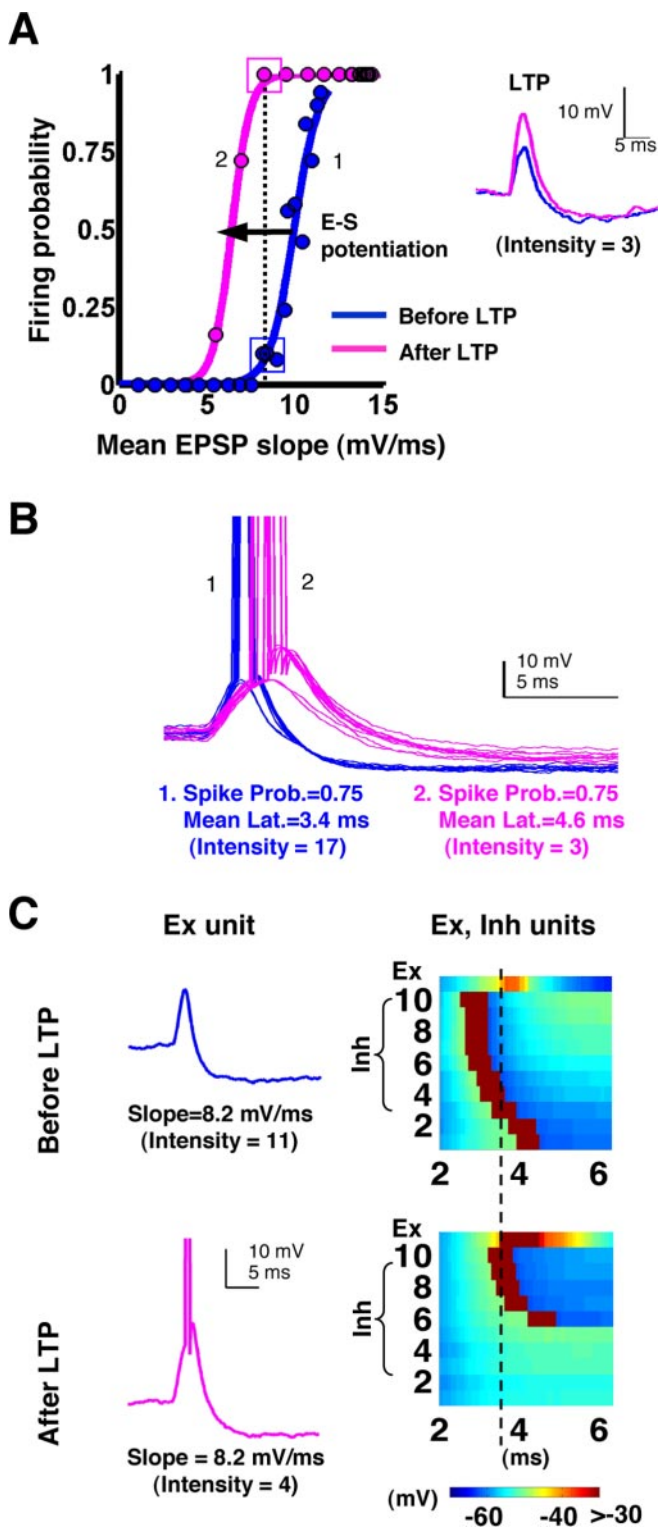 A
1
0.75
0.5
0.25
0
Firing probability
2
1
E-S
potentiation
Before LTP
After LTP
0 5 10 15
Mean EPSP slope (mV/ms)
LTP
10 mV
5 ms
(Intensity = 3)
B
1
2
10 mV
5 ms
1. Spike Prob.=0.75
Mean Lat.=3.4 ms
(Intensity = 17)
2. Spike Prob.=0.75
Mean Lat.=4.6 ms
(Intensity = 3)
C
Ex unit
Ex, Inh units
Before LTP
Slope=8.2 mV/ms
(Intensity = 11)
Ex
10
8
6
4
2
Inh
2 4 6
After LTP
10 mV
5 ms
Slope = 8.2 mV/ms
(Intensity = 4)
Ex
10
8
6
4
2
Inh
2 4 6
(ms)
(mV)
-60 -40 >-30